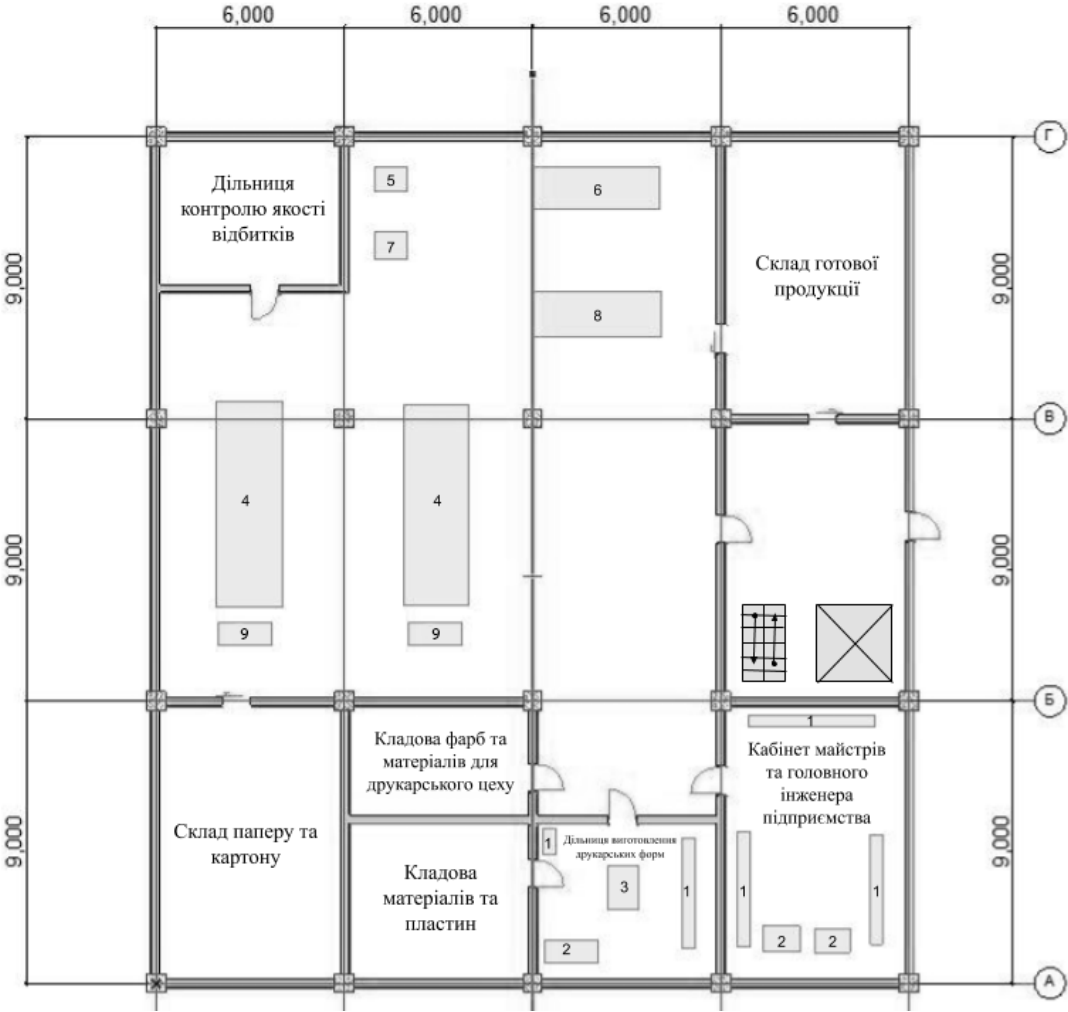 6,000
6,000
6,000
6,000
Г
5
6
Дільниця
контролю якості
відбитків
7
Склад готової
продукції
9,000
9,000
8
В
4
4
9,000
9,000
9
9
Б
1
Кладова фарб та
матеріалів для
друкарського цеху
Кабінет майстрів
та головного
інженера
підприємства
Склад паперу та
картону
1
Дільниця виготовлення
друкарських форм
9,000
9,000
Кладова
матеріалів та
пластин
3
1
1
1
2
2
2
А